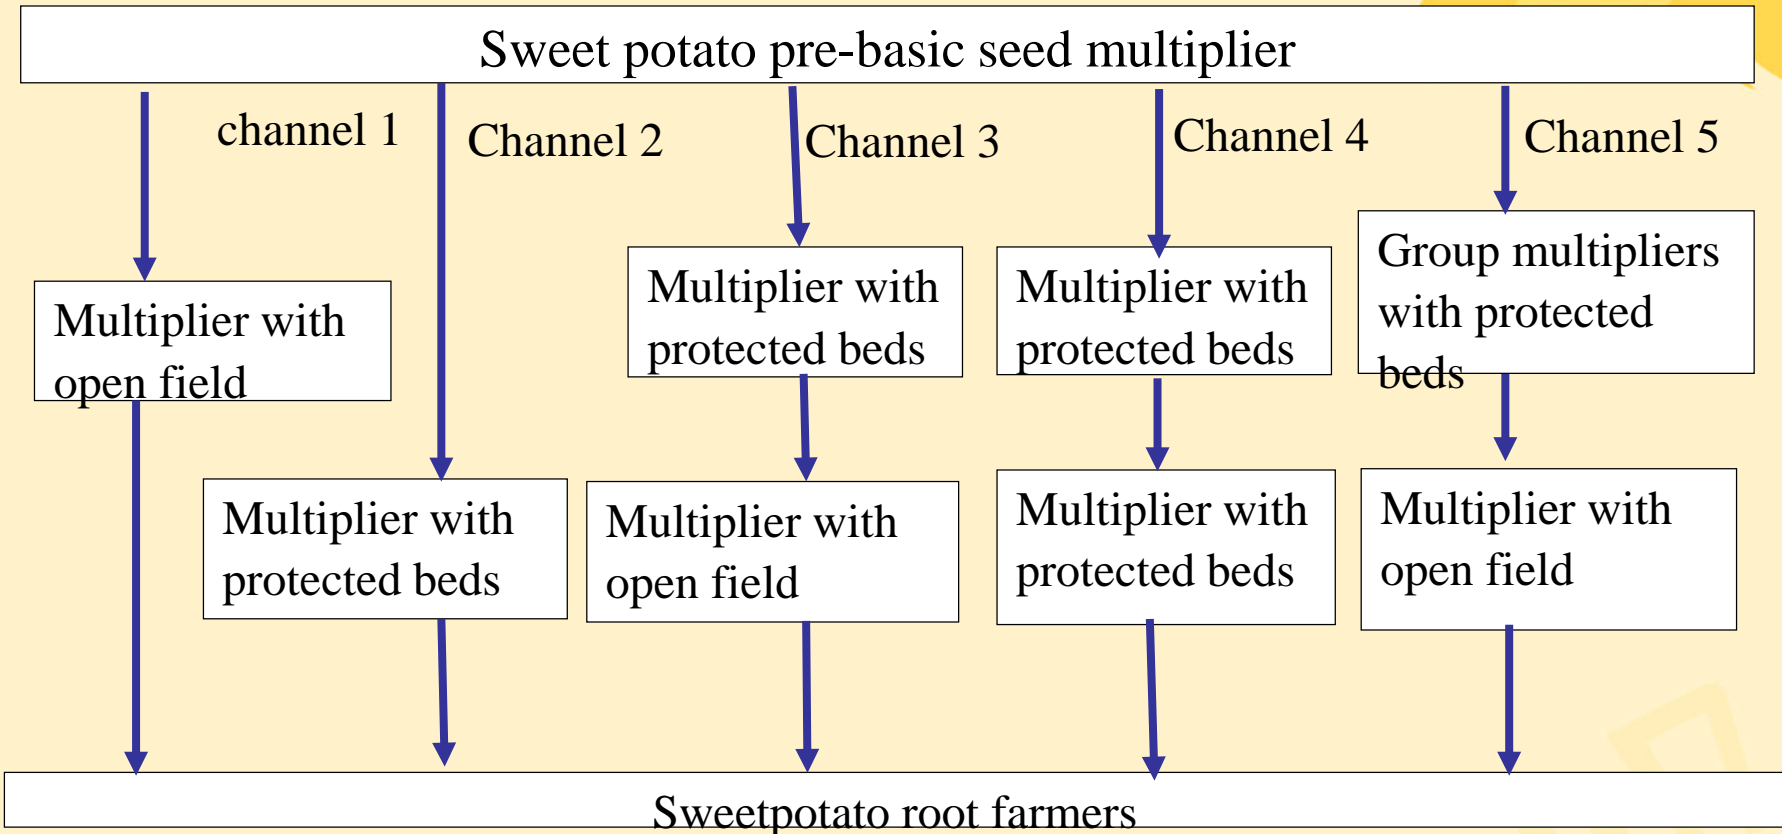 Sweet potato pre-basic seed multiplier
channel 1
Channel 2
Channel 3
Channel 4
Channel 5
Multiplier with
open field
Multiplier with
protected beds
Multiplier with
protected beds
Group multipliers
with protected
beds
Multiplier with
protected beds
Multiplier with
open field
Multiplier with
protected beds
Multiplier with
open field
Sweetpotato root farmers